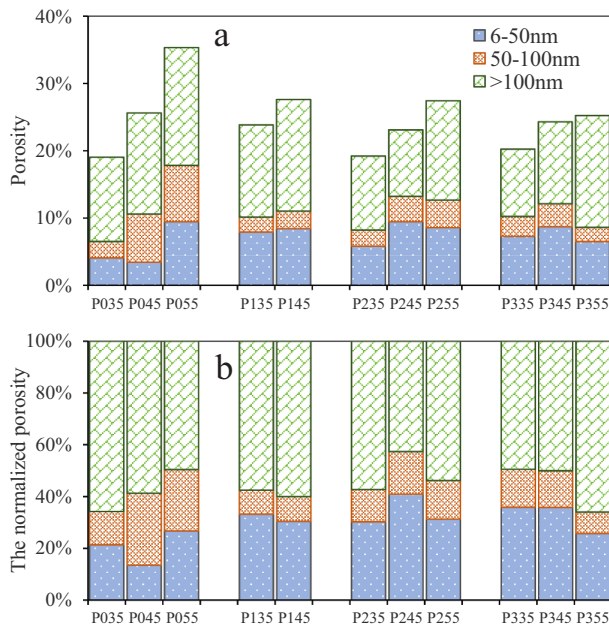 40%
30%
20%
10%
0%
Porosity
a
6-50nm
50-100nm
>100nm
P035 P045 P055 P135 P145 P235 P245 P255 P335 P345 P355
100%
80%
60%
40%
20%
0%
The normalized porosity
b
P035 P045 P055 P135 P145 P235 P245 P255 P335 P345 P355